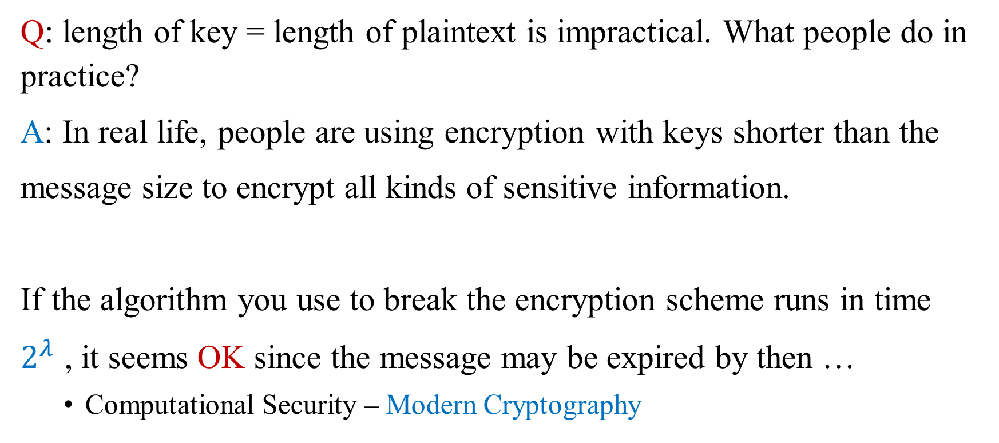 Q: length of key = length of plaintext is impractical. What people do in
practice?
A: In real life, people are using encryption with keys shorter than the
message size to encrypt all kinds of sensitive information.
If the algorithm you use to break the encryption scheme runs in time
2^λ , it seems OK since the message may be expired by then …
• Computational Security – Modern Cryptography